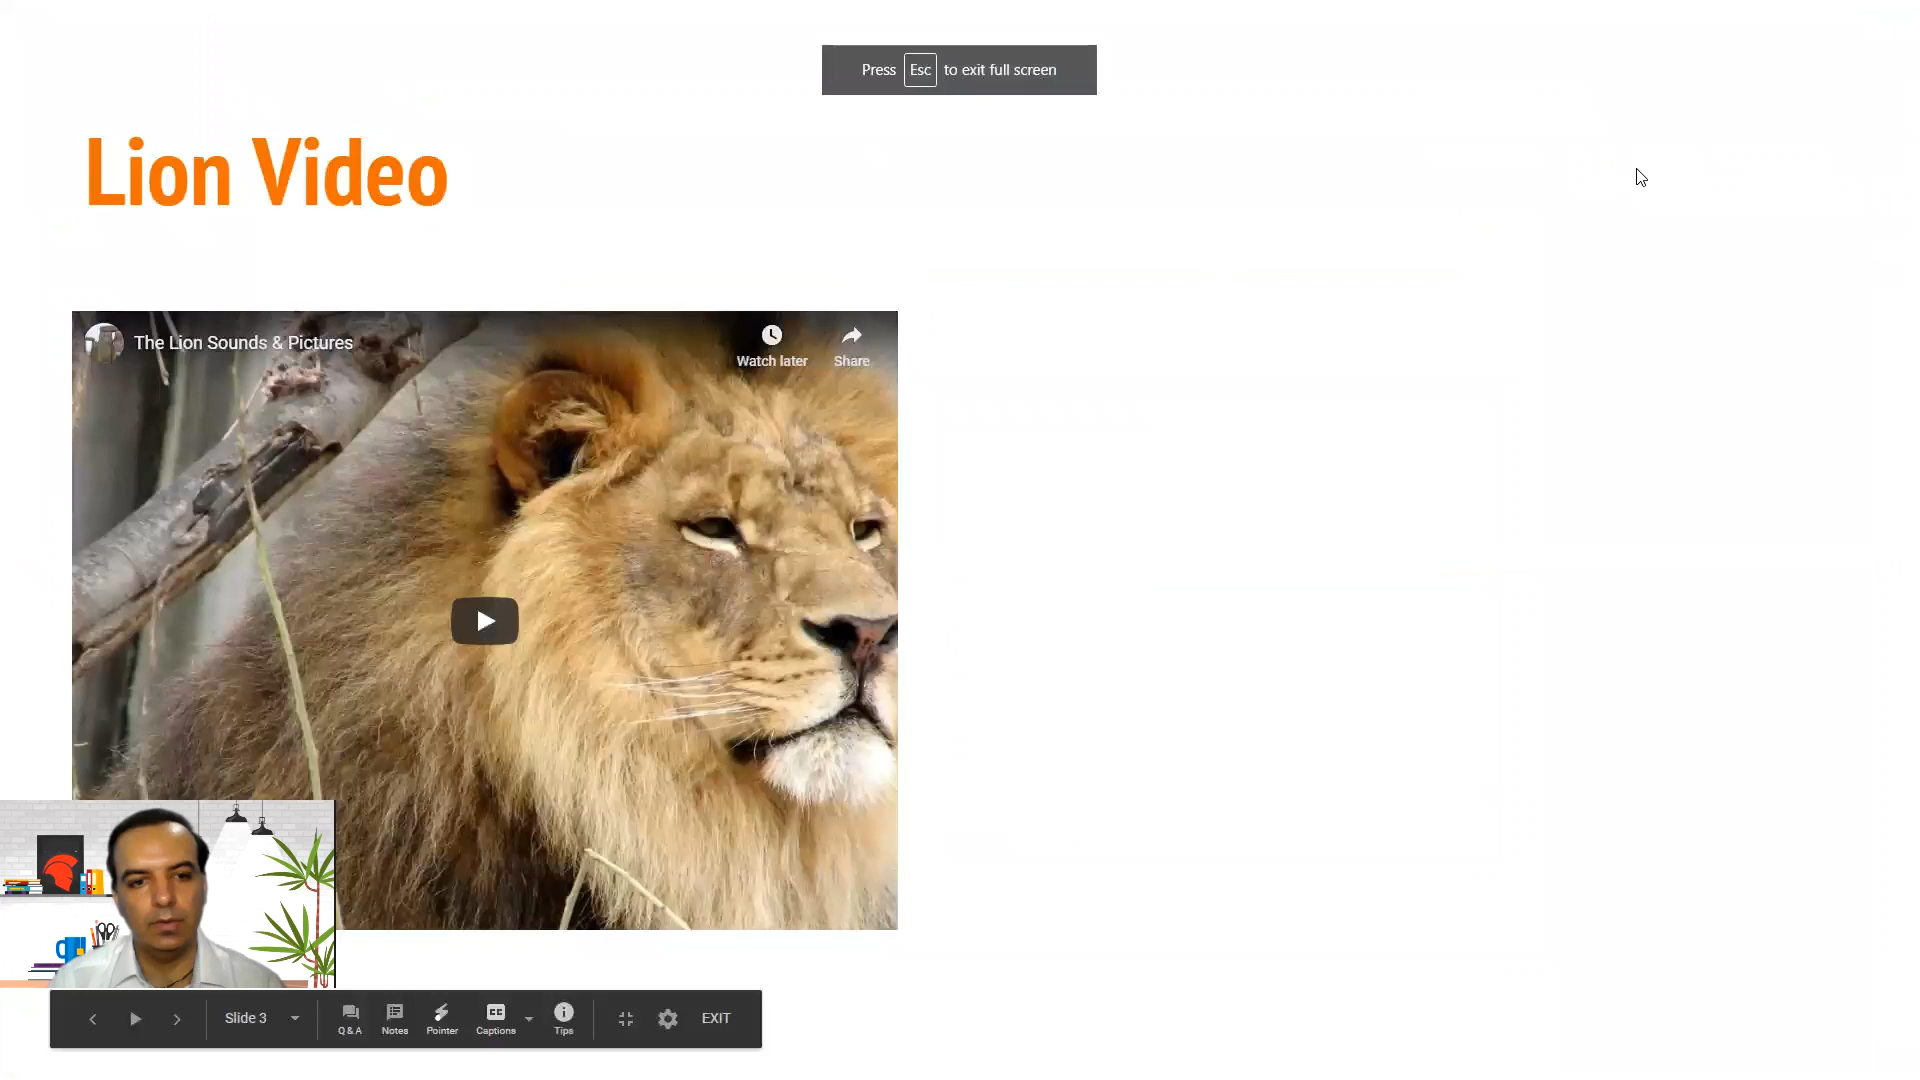 Press Esc to exit full screen
Lion Video
The Lion Sounds & Pictures
Watch later
Share
Slide 3
Q & A
Notes
Pointer
CC
Captions
Tips
EXIT